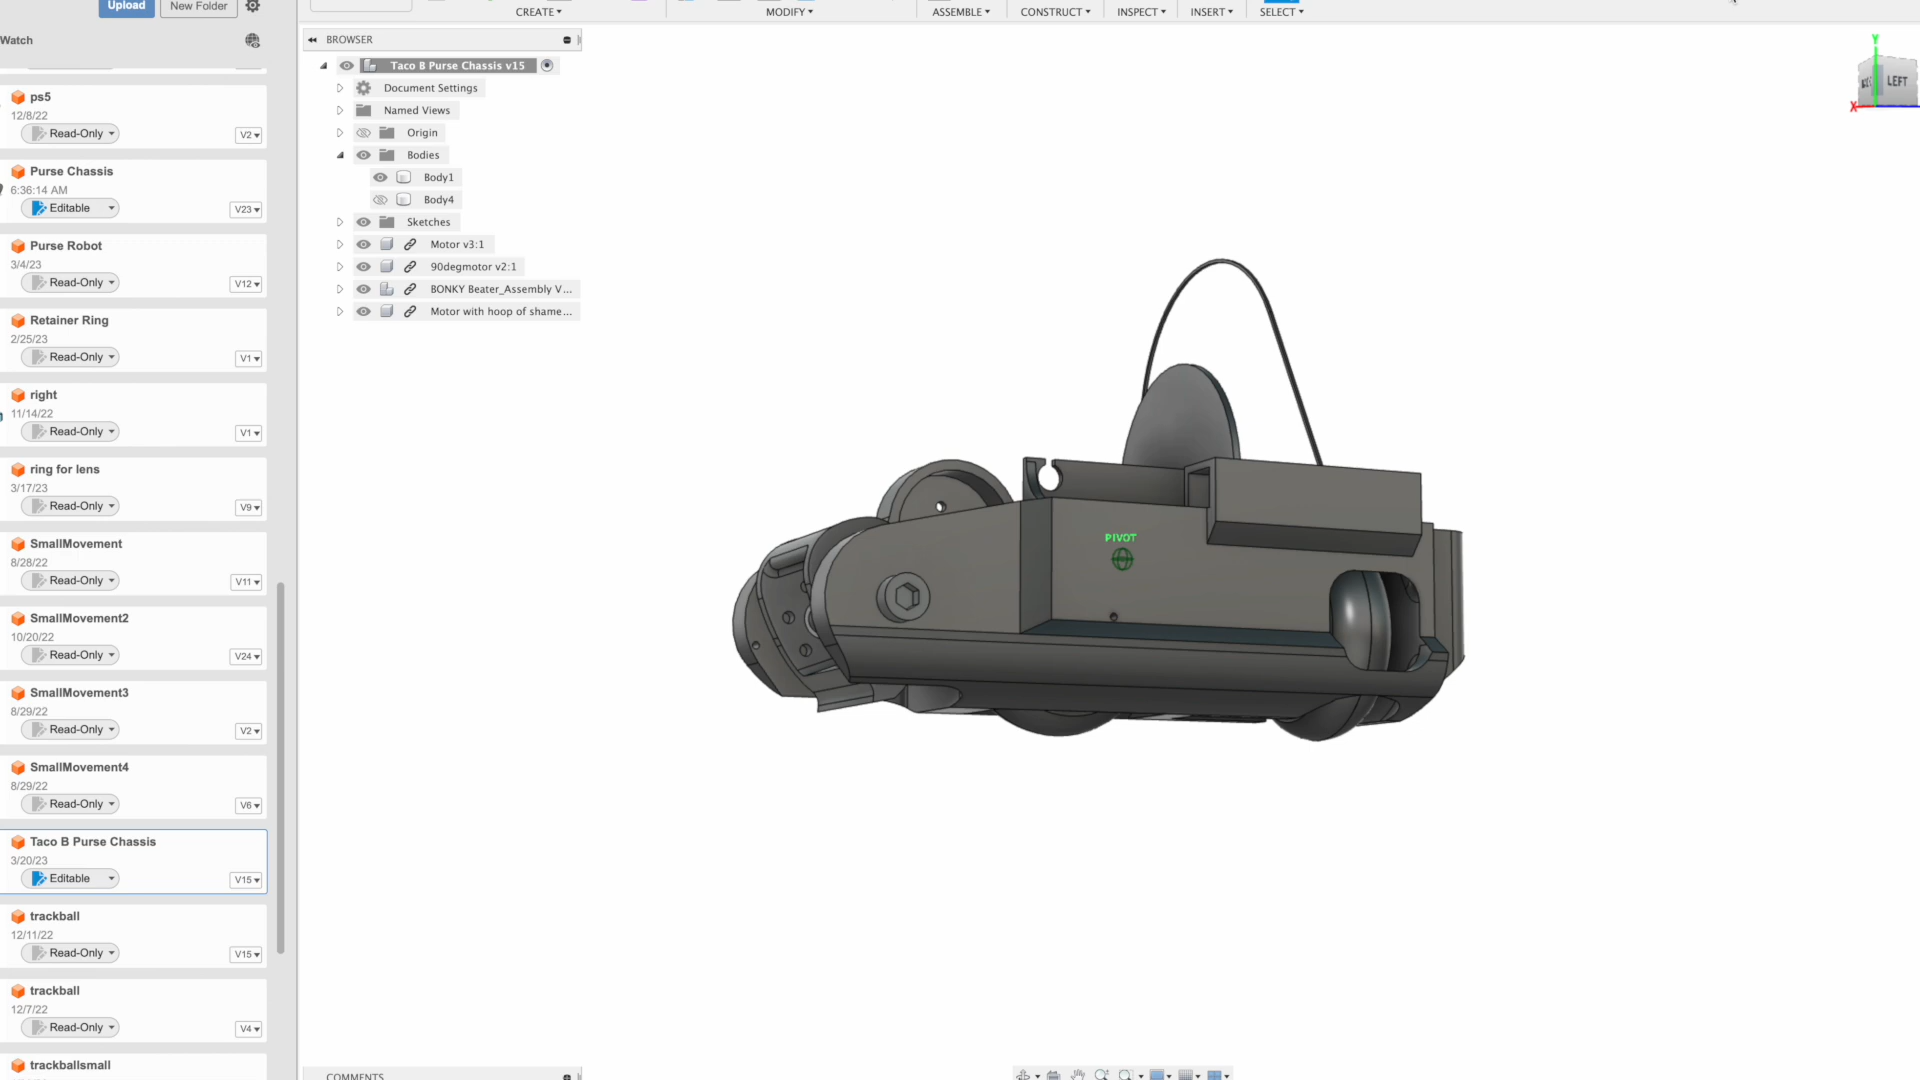 Upload
New Folder
Watch
ps5
12/8/22
Read-Only
V2
Purse Chassis
6:36:14 AM
Editable
V23
Purse Robot
3/4/23
Read-Only
V12
Retainer Ring
2/25/23
Read-Only
V1
right
11/14/22
Read-Only
V1
ring for lens
3/17/23
Read-Only
V9
SmallMovement
8/28/22
Read-Only
V11
SmallMovement2
10/20/22
Read-Only
V24
SmallMovement3
8/29/22
Read-Only
V2
SmallMovement4
8/29/22
Read-Only
V6
Taco B Purse Chassis
3/20/23
Editable
V15
trackball
12/11/22
Read-Only
V15
trackball
12/7/22
Read-Only
V4
trackballsmall
CREATE
MODIFY
ASSEMBLE
CONSTRUCT
INSPECT
INSERT
SELECT
BROWSER
Taco B Purse Chassis v15
Document Settings
Named Views
Origin
Bodies
Body1
Body4
Sketches
Motor v3:1
90degmotor v2:1
BONKY Beater_Assembly V...
Motor with hoop of shame...
PIVOT
Y
LEFT
X
COMMENTS